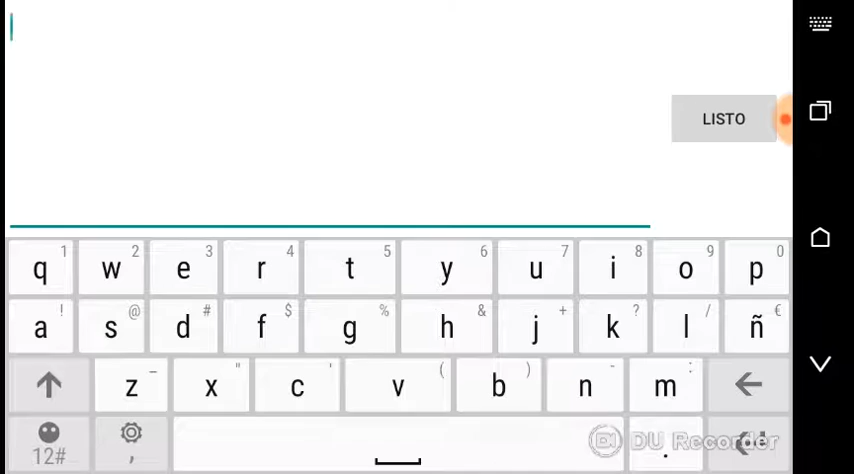 LISTO
1 2 3 4 5 6 7 8 9 0
q w e r t y u i o p
! @ # $ % & + ? / €
a s d f g h j k l ñ
_ " ' ( ) - :
z x c v b n m
12# , .
DU Recorder